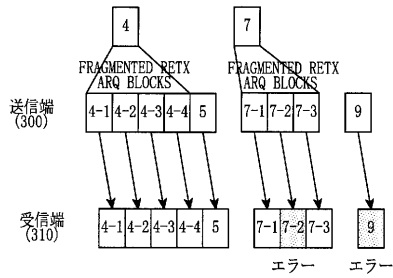 4 7
FRAGMENTED RETX FRAGMENTED RETX
ARQ BLOCKS ARQ BLOCKS
送信端 4-1 4-2 4-3 4-4 5 7-1 7-2 7-3 9
(300)
受信端 4-1 4-2 4-3 4-4 5 7-1 7-2 7-3 9
(310)
エラー エラー